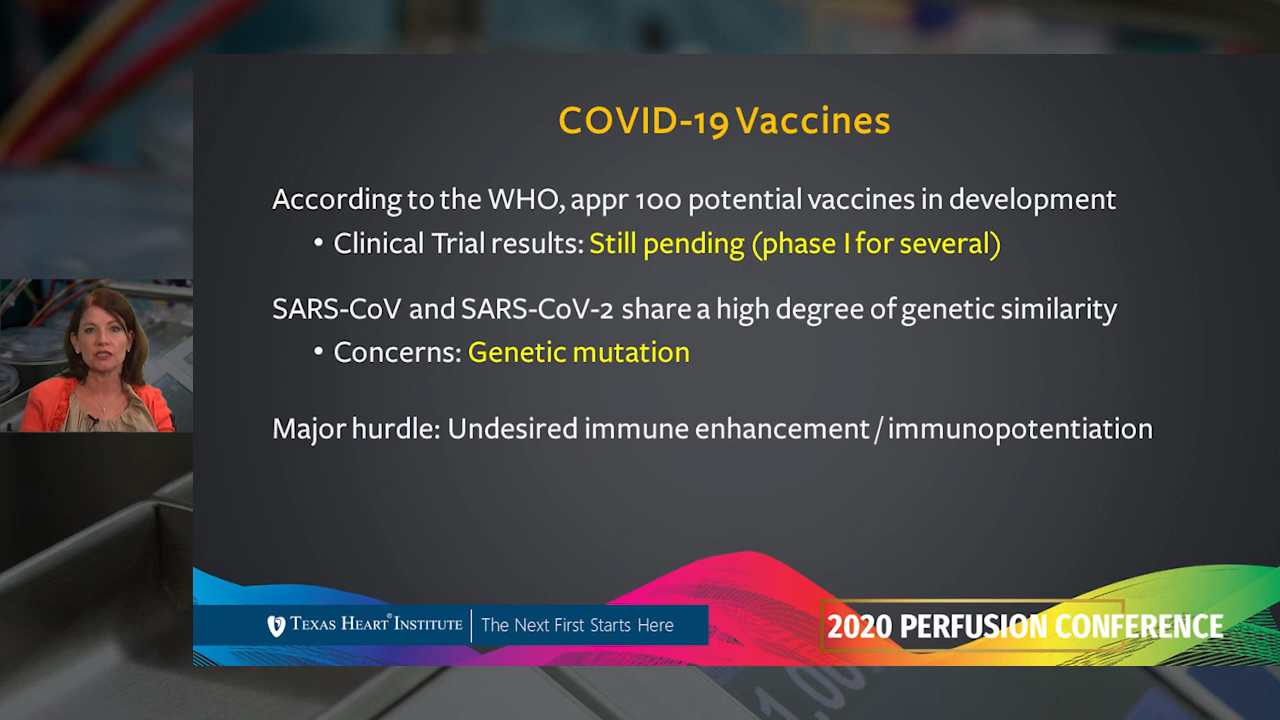 COVID-19 Vaccines
According to the WHO, appr 100 potential vaccines in development
• Clinical Trial results: Still pending (phase I for several)
SARS-CoV and SARS-CoV-2 share a high degree of genetic similarity
• Concerns: Genetic mutation
Major hurdle: Undesired immune enhancement / immunopotentiation
TEXAS HEART® INSTITUTE | The Next First Starts Here
2020 PERFUSION CONFERENCE